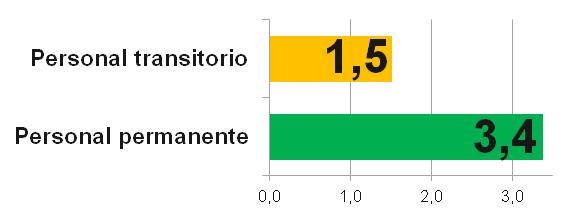 Personal transitorio 1,5
Personal permanente 3,4
0,0 1,0 2,0 3,0